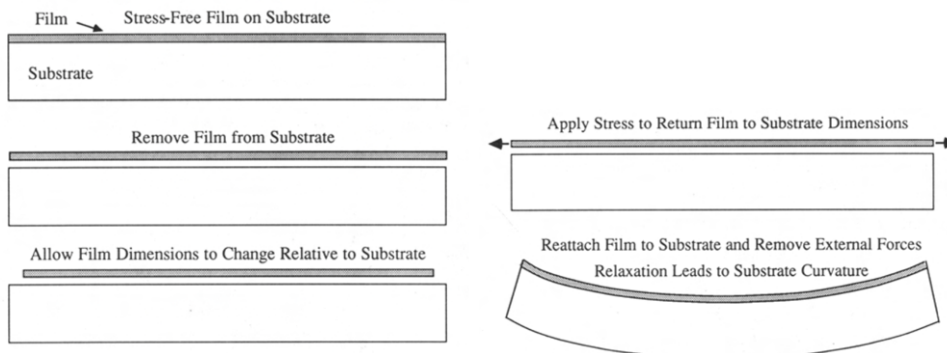 Film
Stress-Free Film on Substrate
Substrate
Remove Film from Substrate
Allow Film Dimensions to Change Relative to Substrate
Apply Stress to Return Film to Substrate Dimensions
Reattach Film to Substrate and Remove External Forces
Relaxation Leads to Substrate Curvature